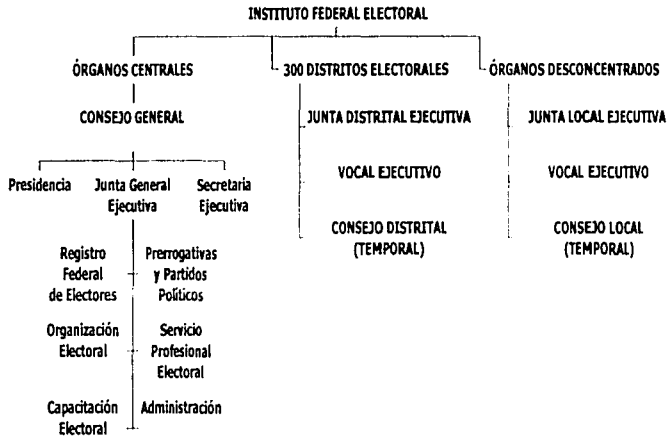 INSTITUTO FEDERAL ELECTORAL
ÓRGANOS CENTRALES
300 DISTRITOS ELECTORALES
ÓRGANOS DESCONCENTRADOS
CONSEJO GENERAL
JUNTA DISTRITAL EJECUTIVA
JUNTA LOCAL EJECUTIVA
VOCAL EJECUTIVO
VOCAL EJECUTIVO
Presidencia
Junta General
Ejecutiva
Secretaria
Ejecutiva
CONSEJO DISTRITAL
(TEMPORAL)
CONSEJO LOCAL
(TEMPORAL)
Registro
Federal
de Electores
Prerrogativas
y Partidos
Políticos
Organización
Electoral
Servicio
Profesional
Electoral
Capacitación
Electoral
Administración